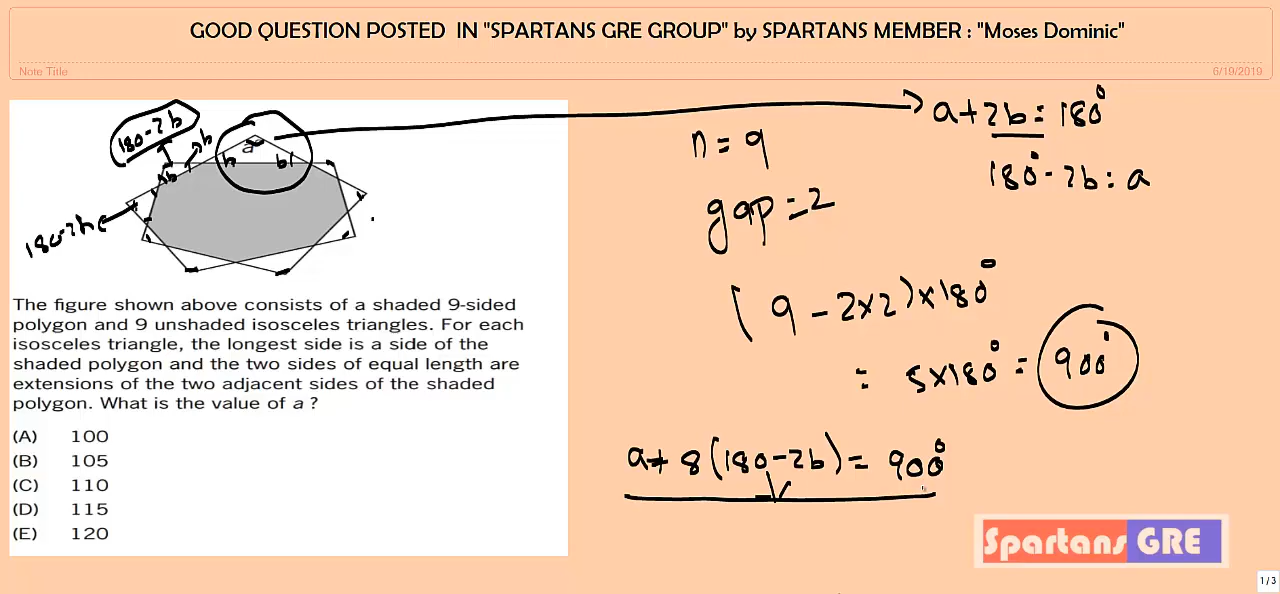 GOOD QUESTION POSTED IN "SPARTANS GRE GROUP" by SPARTANS MEMBER : "Moses Dominic"
Note Title
6/19/2019
180-2b
b
a
b
b
b
180-2b
n = 9
gap = 2
a + 2b = 180°
180° - 2b = a
(9 - 2×2) × 180°
= 5×180° = 900°
a + 8(180-2b) = 900°
The figure shown above consists of a shaded 9-sided
polygon and 9 unshaded isosceles triangles. For each
isosceles triangle, the longest side is a side of the
shaded polygon and the two sides of equal length are
extensions of the two adjacent sides of the shaded
polygon. What is the value of a ?
(A) 100
(B) 105
(C) 110
(D) 115
(E) 120
Spartans GRE
1/3